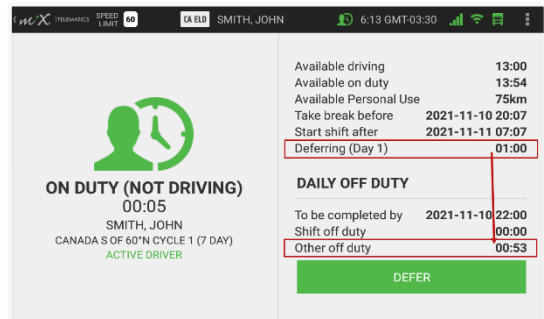 mix TELEMATICS SPEED LIMIT 60 CA ELD SMITH, JOHN 6:13 GMT-03:30
ON DUTY (NOT DRIVING)
00:05
SMITH, JOHN
CANADA S OF 60°N CYCLE 1 (7 DAY)
ACTIVE DRIVER
Available driving 13:00
Available on duty 13:54
Available Personal Use 75km
Take break before 2021-11-10 20:07
Start shift after 2021-11-11 07:07
Deferring (Day 1) 01:00
DAILY OFF DUTY
To be completed by 2021-11-10 22:00
Shift off duty 00:00
Other off duty 00:53
DEFER